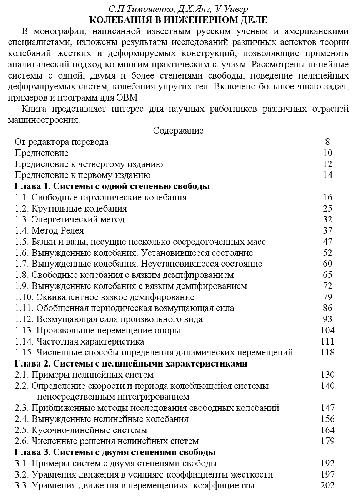 С.П.Тимошенко, Д.Х.Янг, У.Уивер
КОЛЕБАНИЯ В ИНЖЕНЕРНОМ ДЕЛЕ
В монографии, написанной известным русским ученым и американскими
специалистами, изложены результаты исследований различных аспектов теории
колебаний жестких и деформируемых конструкций, позволяющие применять
аналитический подход ко многим практическим случаям. Рассмотрены линейные
системы с одной, двумя и более степенями свободы, поведение нелинейных
деформируемых систем, колебания упругих тел. Включено большое число задач,
примеров и программ для ЭВМ
Книга представляет интерес для научных работников различных отраслей
машиностроения.
Содержание
От редактора перевода 8
Предисловие 10
Предисловие к четвертому изданию 12
Предисловие к первому изданию 14
Глава 1. Системы с одной степенью свободы
1.1. Свободные гармонические колебания 16
1.2. Крутильные колебания 25
1.3. Энергетический метод 32
1.4. Метод Релея 37
1.5. Балки и валы, несущие несколько сосредоточенных масс 47
1.6. Вынужденные колебания. Установившееся состояние 52
1.7. Вынужденные колебания. Неустановившееся состояние 60
1.8. Свободные колебания с вязким демпфированием 65
1.9. Вынужденные колебания с вязким демпфированием 72
1.10. Эквивалентное вязкое демпфирование 79
1.11. Обобщенная периодическая возмущающая сила 86
1.12. Возмущающая сила произвольного вида 93
1.13. Произвольное перемещение опоры 104
1.14. Частотная характеристика 111
1.15. Численные способы определения динамических перемещений 118
Глава 2. Системы с нелинейными характеристиками
2.1. Примеры нелинейных систем 130
2.2. Определение скорости и периода колеблющейся системы 140
непосредственным интегрированием
2.3. Приближенные методы исследования свободных колебаний 147
2.4. Вынужденные нелинейные колебания 156
2.5. Кусочно-линейные системы 164
2.6. Численные решения нелинейных систем 179
Глава 3. Системы с двумя степенями свободы
3.1. Примеры систем с двумя степенями свободы 192
3.2. Уравнения движения в усилиях: коэффициенты жесткости 197
3.3. Уравнения движения в перемещениях: коэффициенты 202